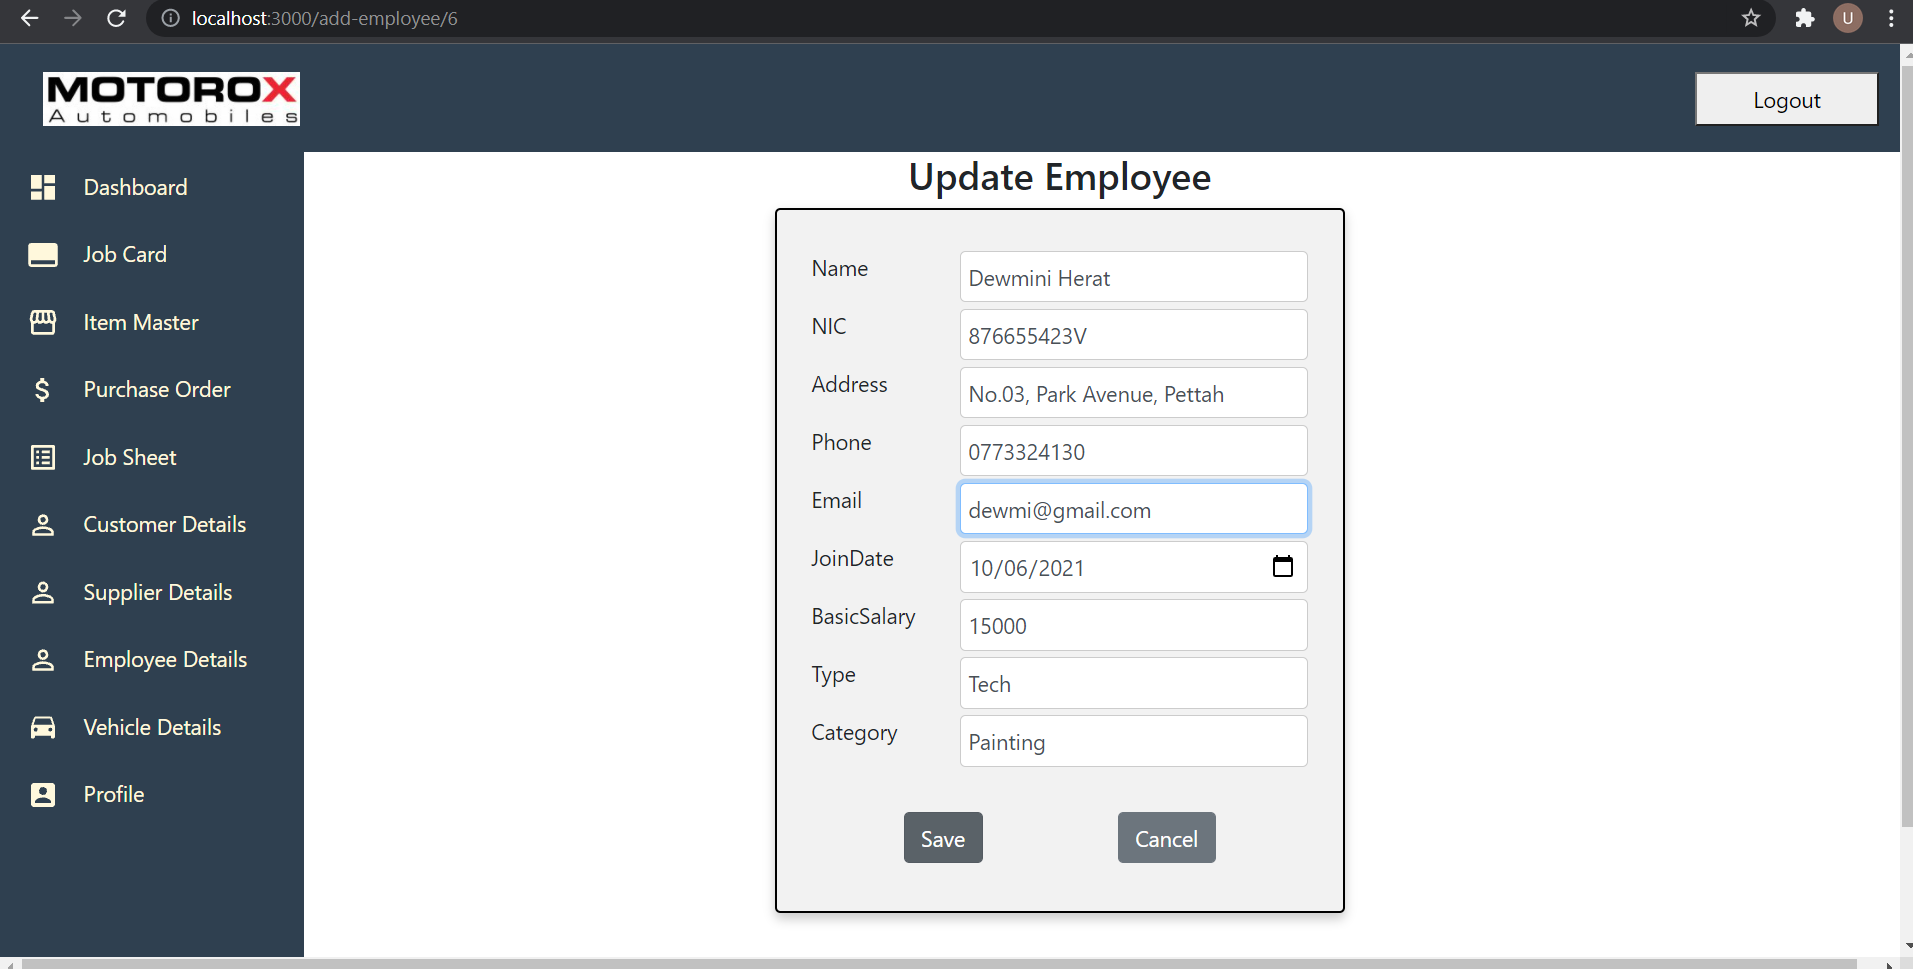 localhost:3000/add-employee/6
U
MOTOROX
Automobiles
Logout
Dashboard
Job Card
Item Master
Purchase Order
Job Sheet
Customer Details
Supplier Details
Employee Details
Vehicle Details
Profile
Update Employee
Name Dewmini Herat
NIC 876655423V
Address No.03, Park Avenue, Pettah
Phone 0773324130
Email dewmi@gmail.com
JoinDate 10/06/2021
BasicSalary 15000
Type Tech
Category Painting
Save Cancel